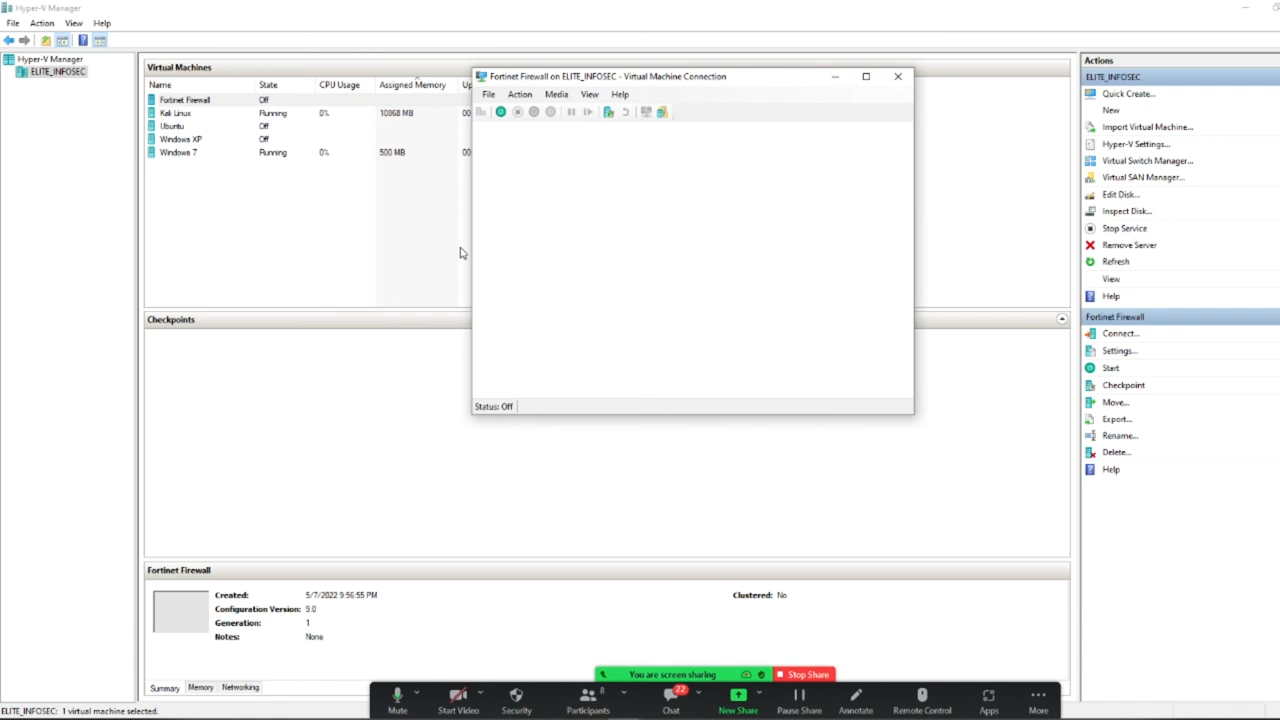 Hyper-V Manager
File Action View Help
Hyper-V Manager
ELITE_INFOSEC
Virtual Machines
Name State CPU Usage Assigned Memory Up
Fortinet Firewall Off
Kali Linux Running 0% 10868 MB 00
Ubuntu Off
Windows XP Off
Windows 7 Running 0% 500 MB 00
Fortinet Firewall on ELITE_INFOSEC - Virtual Machine Connection
File Action Media View Help
Status: Off
Checkpoints
Fortinet Firewall
Created: 5/7/2022 9:56:55 PM
Configuration Version: 9.0
Generation: 1
Notes: None
Clustered: No
Summary Memory Networking
Actions
ELITE_INFOSEC
Quick Create...
New
Import Virtual Machine...
Hyper-V Settings...
Virtual Switch Manager...
Virtual SAN Manager...
Edit Disk...
Inspect Disk...
Stop Service
Remove Server
Refresh
View
Help
Fortinet Firewall
Connect...
Settings...
Start
Checkpoint
Move...
Export...
Rename...
Delete...
Help
You are screen sharing Stop Share
8 22
Mute Start Video Security Participants Chat New Share Pause Share Annotate Remote Control Apps More
ELITE_INFOSEC: 1 virtual machine selected.